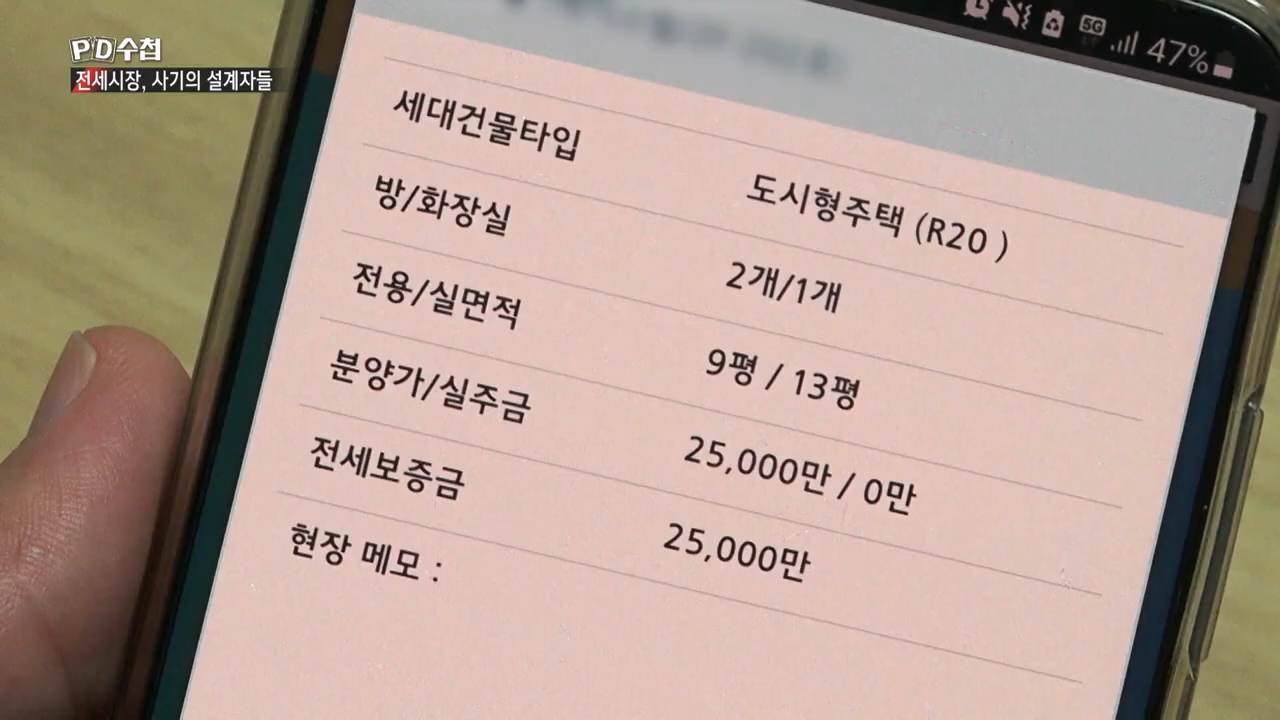 PD수첩
전세시장, 사기의 설계자들
5G
47%
세대건물타입 도시형주택 (R20 )
방/화장실 2개/1개
전용/실면적 9평 / 13평
분양가/실주금 25,000만 / 0만
전세보증금 25,000만
현장 메모 :